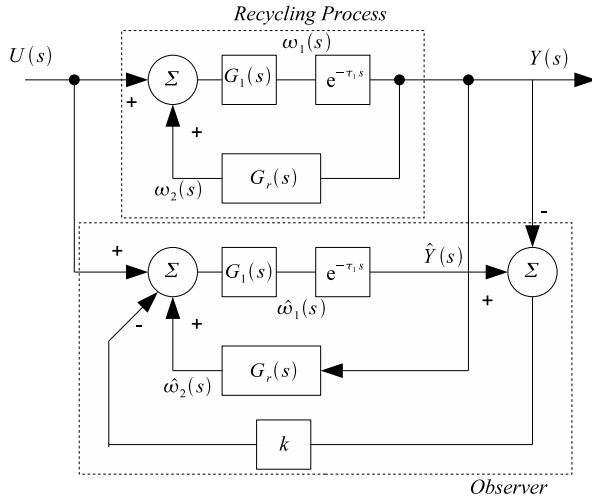 Recycling Process
U(s)
ω₁(s)
Y(s)
Σ
G₁(s)
e^{-τ₁ s}
+
+
ω₂(s)
Gᵣ(s)
-
+
Σ
G₁(s)
e^{-τ₁ s}
Ŷ(s)
Σ
-
+
ω̂₁(s)
+
ω̂₂(s)
Gᵣ(s)
k
Observer